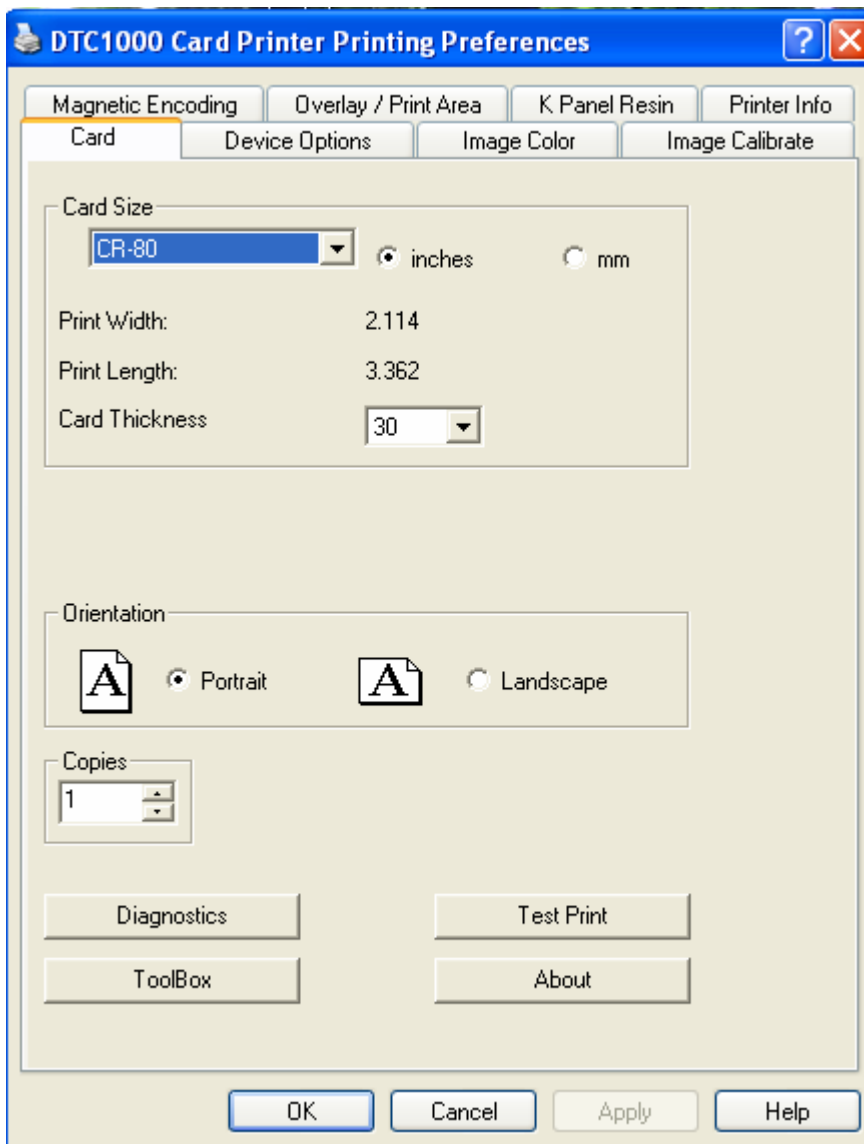 DTC1000 Card Printer Printing Preferences
Magnetic Encoding Overlay / Print Area K Panel Resin Printer Info
Card Device Options Image Color Image Calibrate
Card Size
CR-80 inches mm
Print Width: 2.114
Print Length: 3.362
Card Thickness 30
Orientation
A Portrait A Landscape
Copies
1
Diagnostics Test Print
ToolBox About
OK Cancel Apply Help